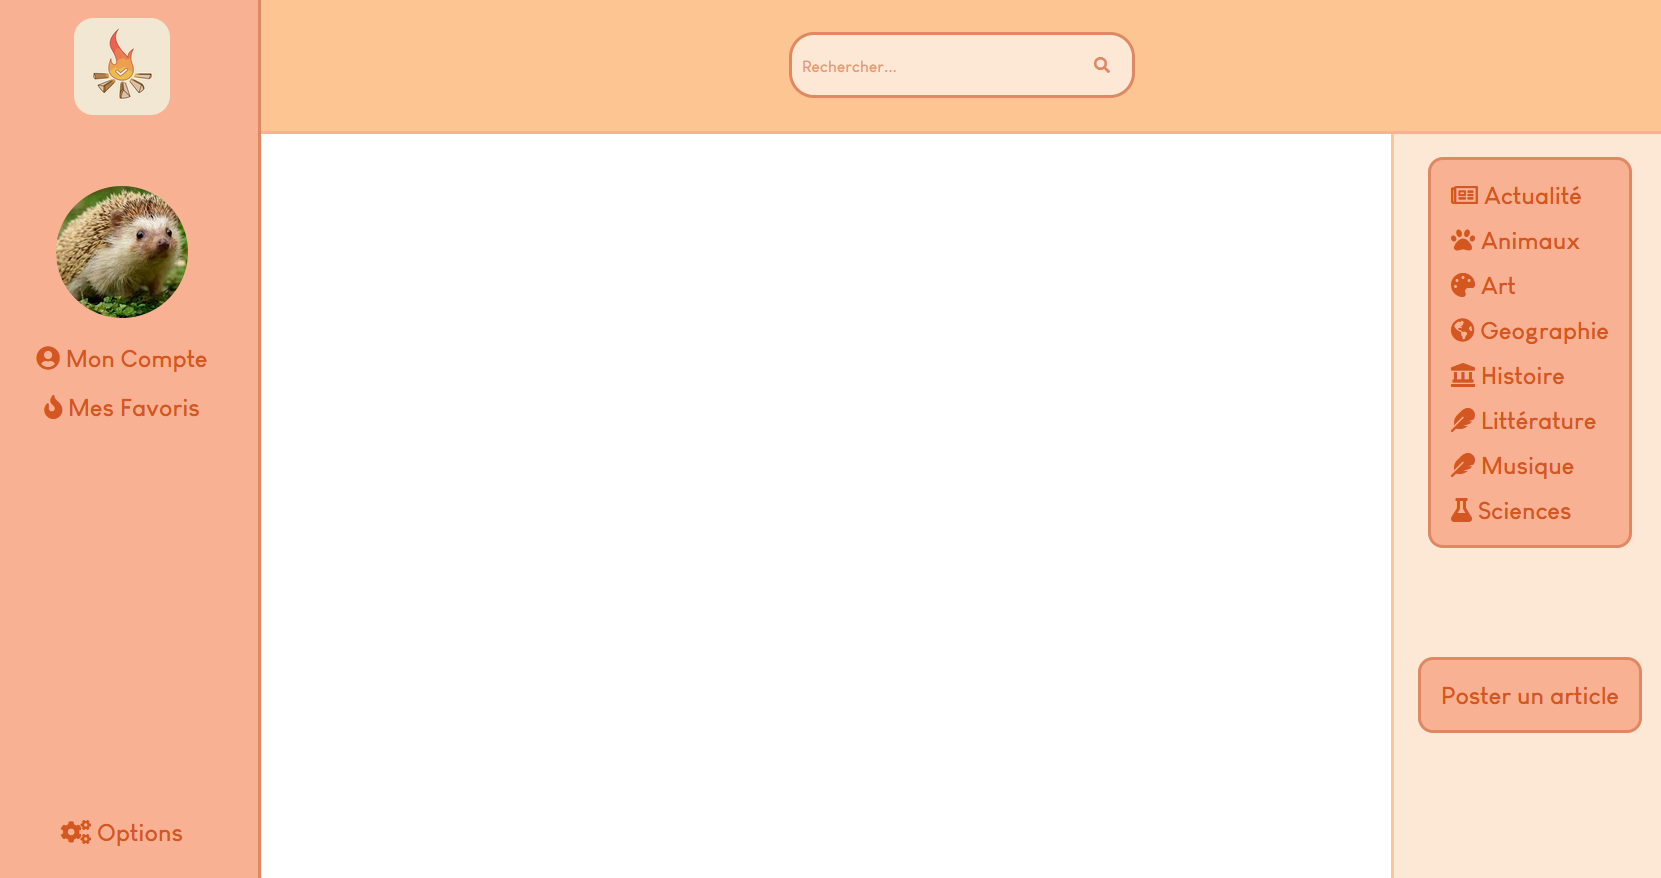 Rechercher...
Mon Compte
Mes Favoris
Options
Actualité
Animaux
Art
Geographie
Histoire
Littérature
Musique
Sciences
Poster un article